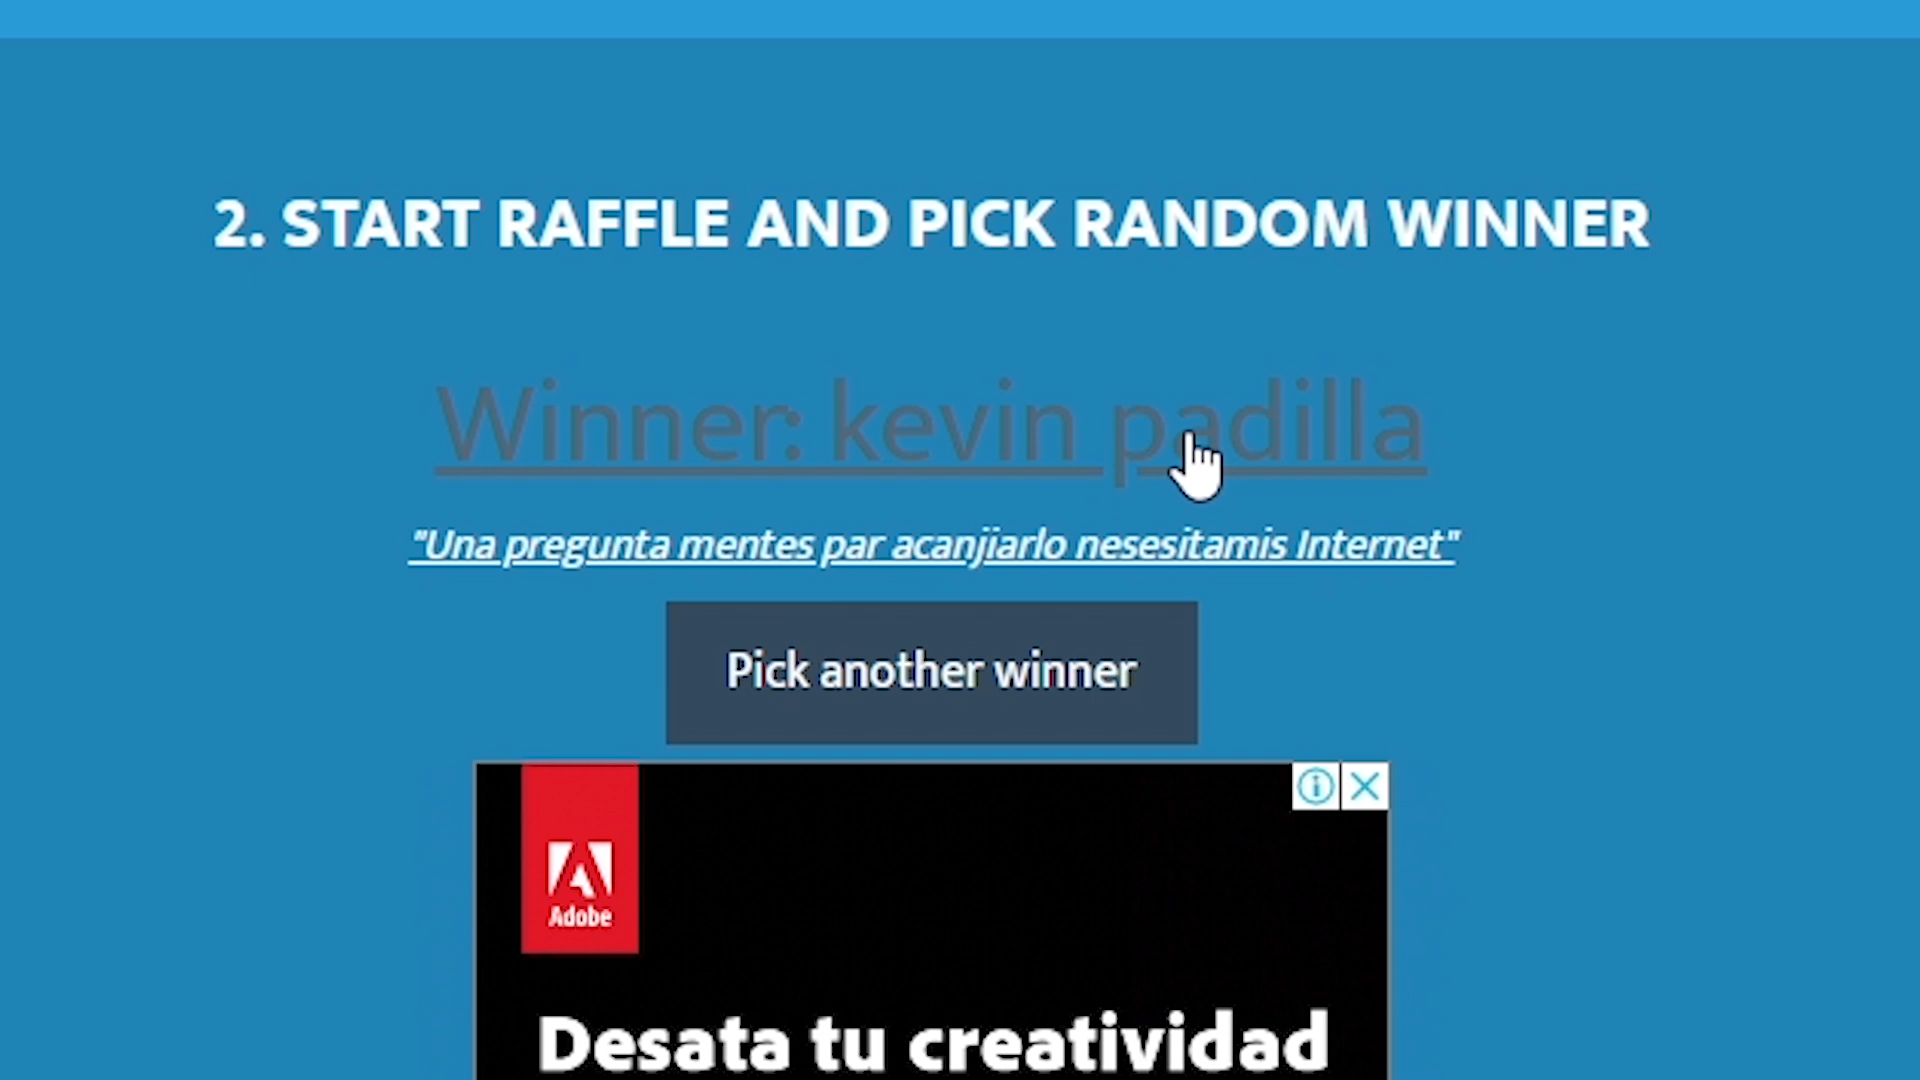 2. START RAFFLE AND PICK RANDOM WINNER
Winner: kevin padilla
"Una pregunta mentes par acanjiarlo nesesitamis Internet"
Pick another winner
Adobe
Desata tu creatividad